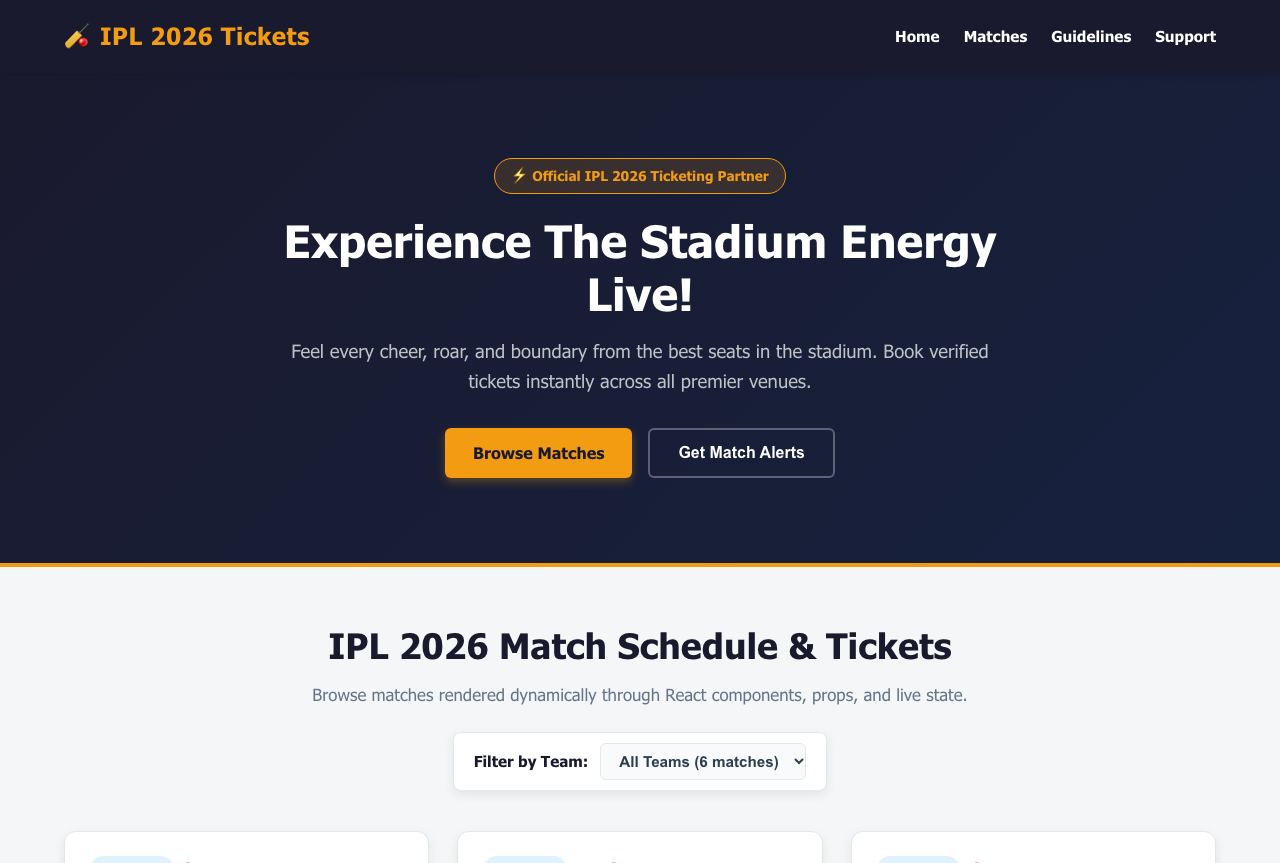 IPL 2026 Tickets
Home Matches Guidelines Support
⚡ Official IPL 2026 Ticketing Partner
Experience The Stadium Energy
Live!
Feel every cheer, roar, and boundary from the best seats in the stadium. Book verified
tickets instantly across all premier venues.
Browse Matches Get Match Alerts
IPL 2026 Match Schedule & Tickets
Browse matches rendered dynamically through React components, props, and live state.
Filter by Team: All Teams (6 matches)